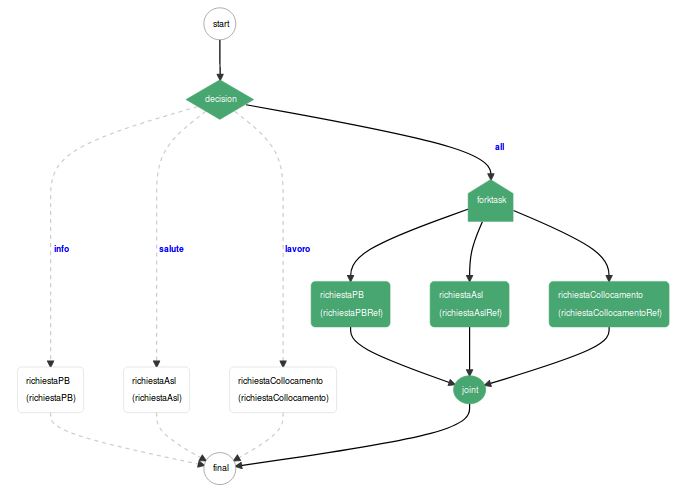 start
decision
all
forktask
info
salute
lavoro
richiestaPB
(richiestaPBRef)
richiestaAsl
(richiestaAslRef)
richiestaCollocamento
(richiestaCollocamentoRef)
richiestaPB
(richiestaPB)
richiestaAsl
(richiestaAsl)
richiestaCollocamento
(richiestaCollocamento)
joint
final